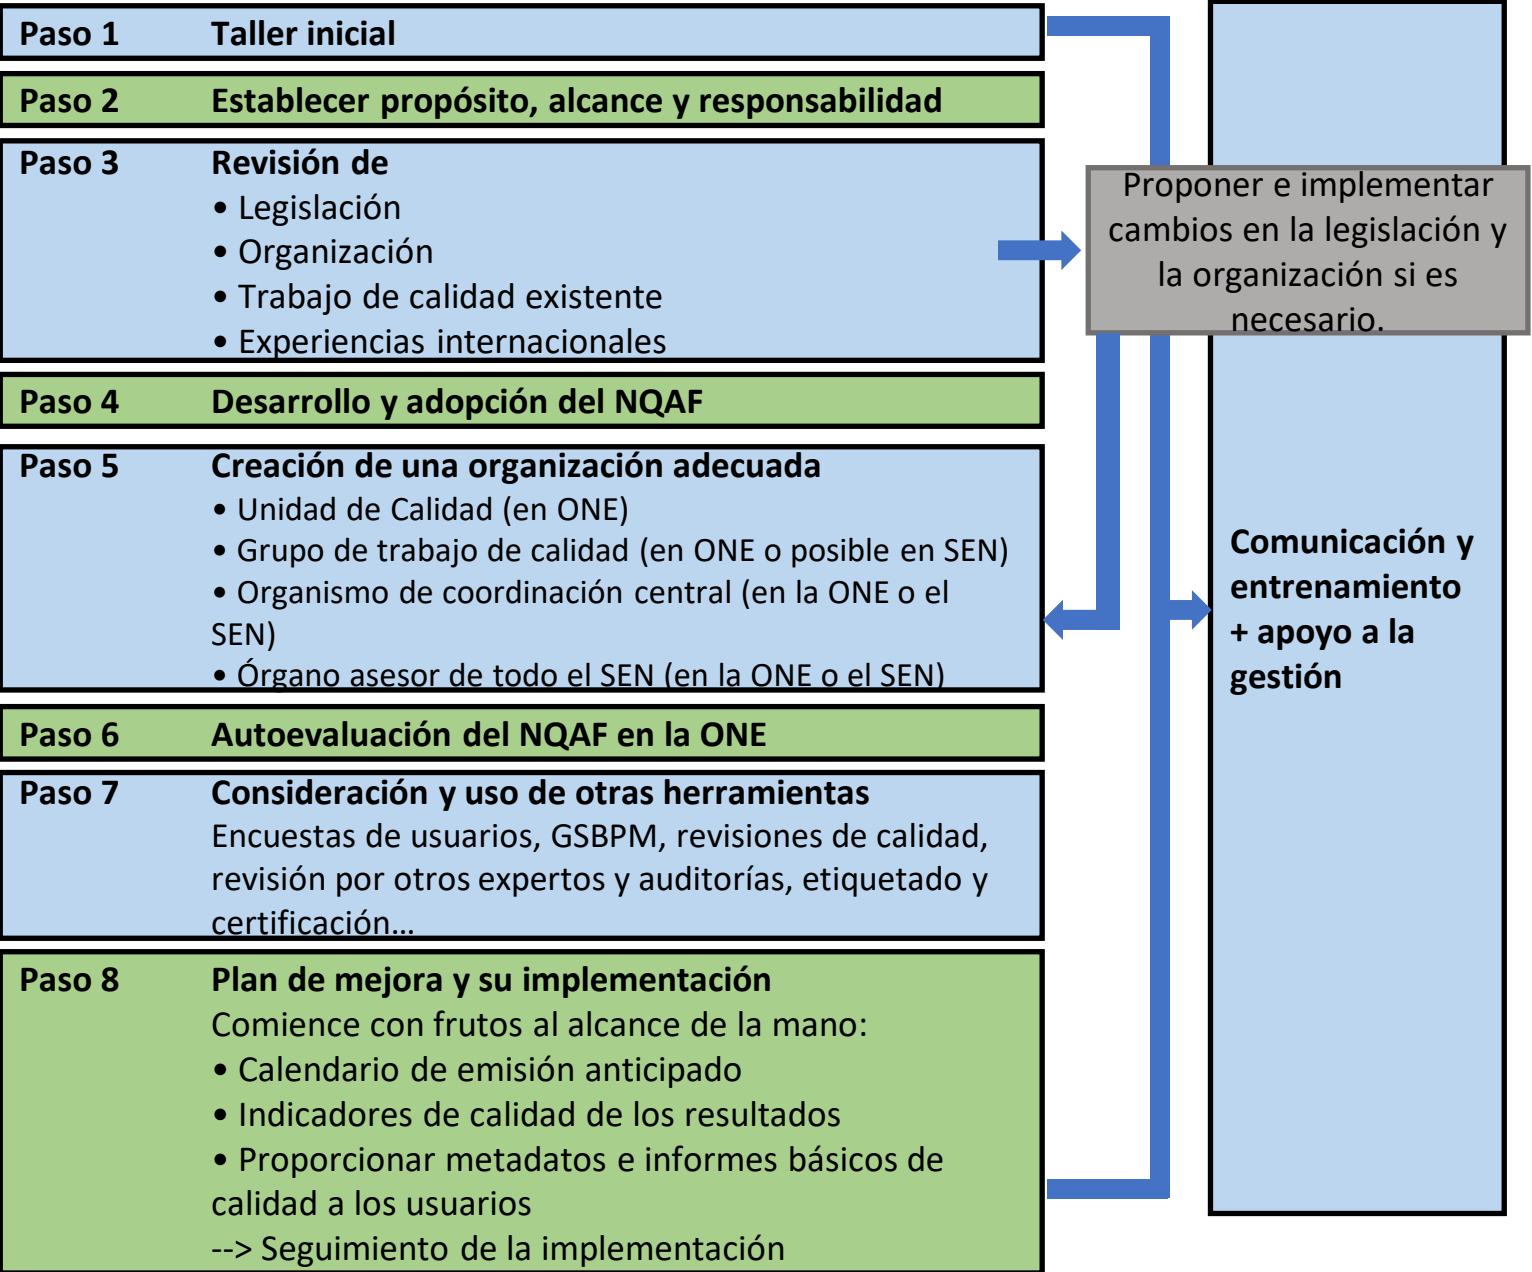 Paso 1 Taller inicial
Paso 2 Establecer propósito, alcance y responsabilidad
Paso 3 Revisión de
• Legislación
• Organización
• Trabajo de calidad existente
• Experiencias internacionales
Proponer e implementar
cambios en la legislación y
la organización si es
necesario.
Paso 4 Desarrollo y adopción del NQAF
Paso 5 Creación de una organización adecuada
• Unidad de Calidad (en ONE)
• Grupo de trabajo de calidad (en ONE o posible en SEN)
• Organismo de coordinación central (en la ONE o el
SEN)
• Órgano asesor de todo el SEN (en la ONE o el SEN)
Paso 6 Autoevaluación del NQAF en la ONE
Paso 7 Consideración y uso de otras herramientas
Encuestas de usuarios, GSBPM, revisiones de calidad,
revisión por otros expertos y auditorías, etiquetado y
certificación...
Paso 8 Plan de mejora y su implementación
Comience con frutos al alcance de la mano:
• Calendario de emisión anticipado
• Indicadores de calidad de los resultados
• Proporcionar metadatos e informes básicos de
calidad a los usuarios
--> Seguimiento de la implementación
Comunicación y
entrenamiento
+ apoyo a la
gestión